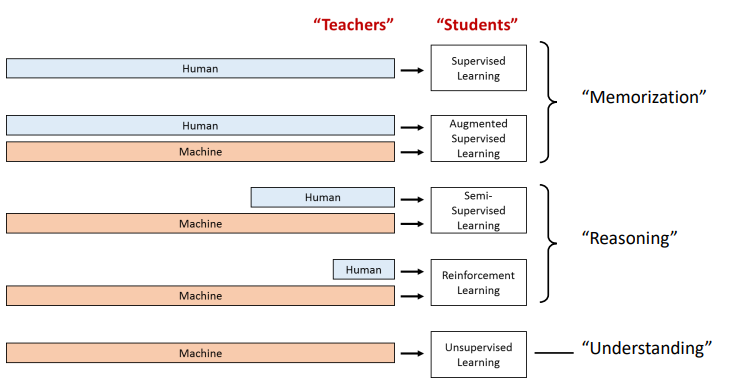 “Teachers” “Students”
Human
Supervised
Learning
“Memorization”
Human
Machine
Augmented
Supervised
Learning
Human
Machine
Semi-
Supervised
Learning
“Reasoning”
Human
Machine
Reinforcement
Learning
Machine
Unsupervised
Learning
“Understanding”